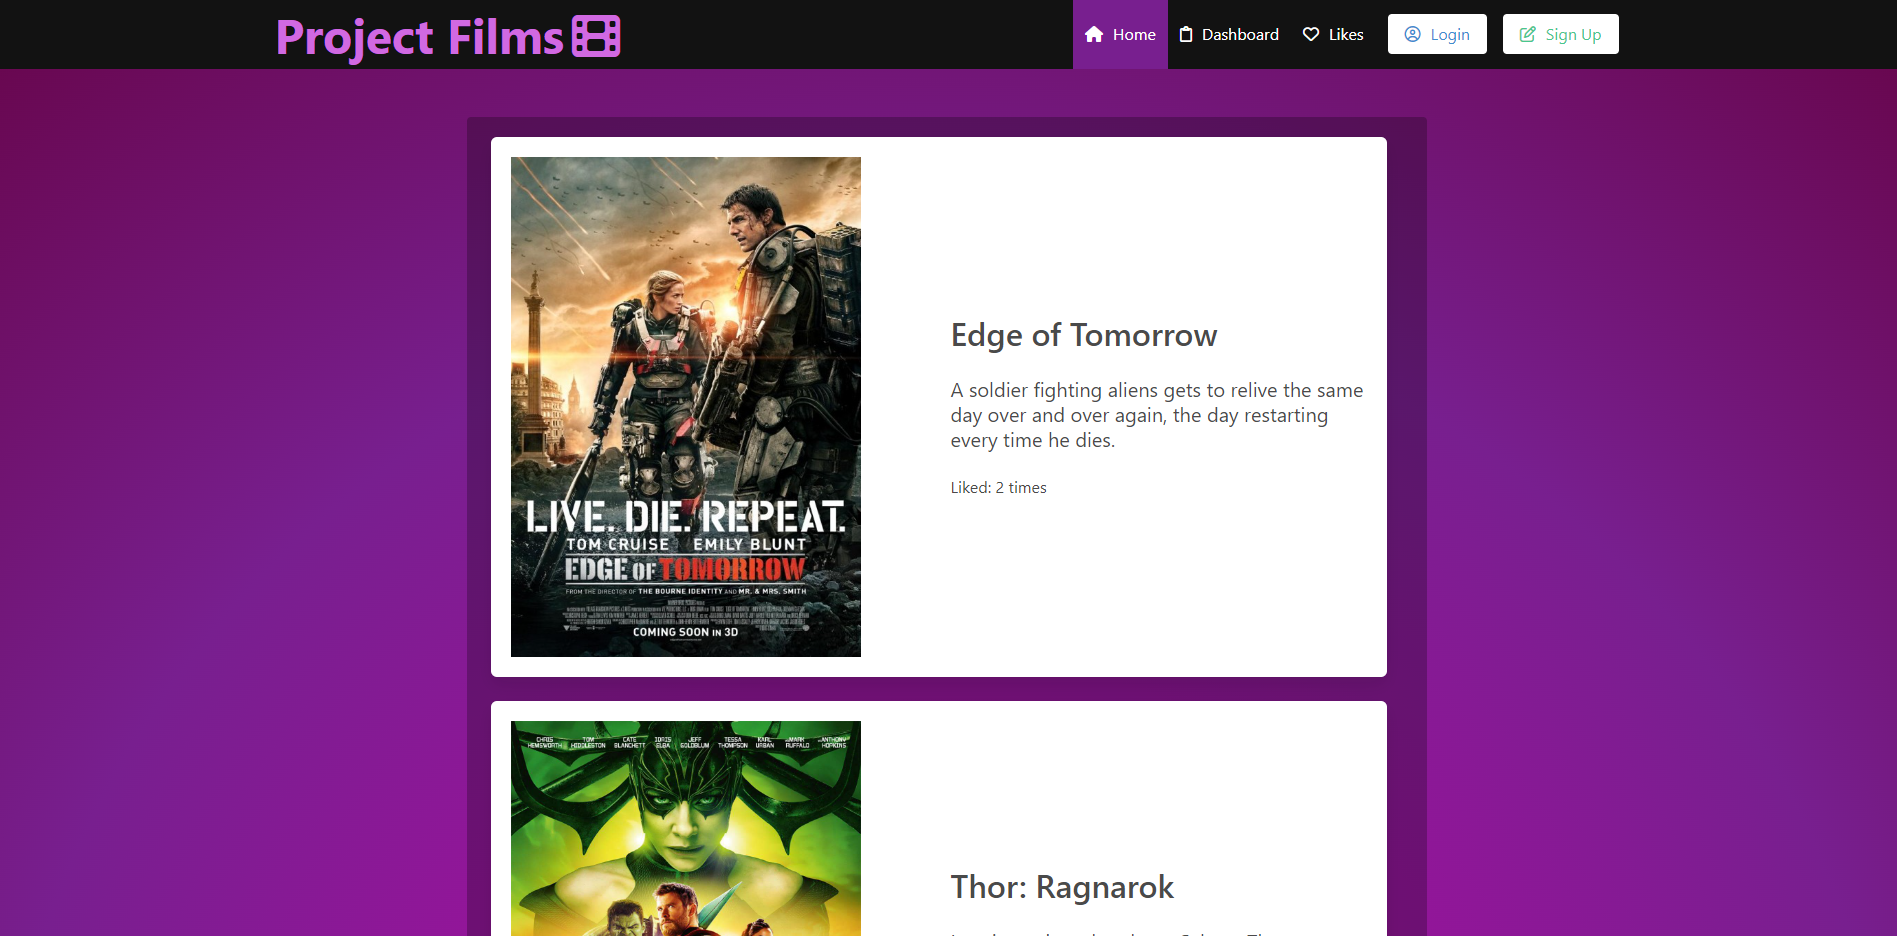 Project Films
Home
Dashboard
Likes
Login
Sign Up
LIVE. DIE. REPEAT.
TOM CRUISE EMILY BLUNT
EDGE OF TOMORROW
FROM THE DIRECTOR OF THE BOURNE IDENTITY AND MR. & MRS. SMITH
COMING SOON IN 3D
Edge of Tomorrow
A soldier fighting aliens gets to relive the same
day over and over again, the day restarting
every time he dies.
Liked: 2 times
CHRIS HEMSWORTH
TOM HIDDLESTON
CATE BLANCHETT
IDRIS ELBA
JEFF GOLDBLUM
TESSA THOMPSON
KARL URBAN
MARK RUFFALO
ANTHONY HOPKINS
Thor: Ragnarok